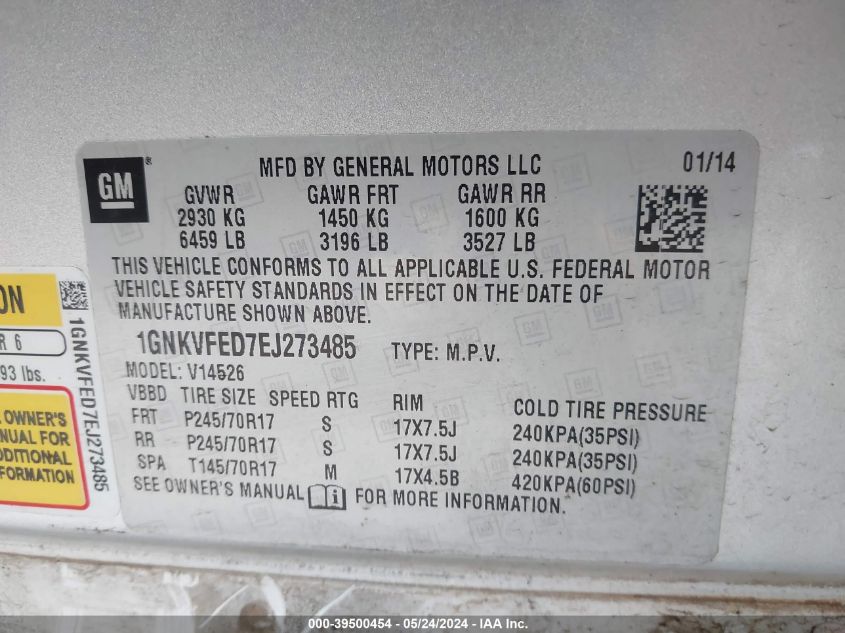 GM ®
MFD BY GENERAL MOTORS LLC 01/14
GVWR GAWR FRT GAWR RR
2930 KG 1450 KG 1600 KG
6459 LB 3196 LB 3527 LB
THIS VEHICLE CONFORMS TO ALL APPLICABLE U.S. FEDERAL MOTOR
VEHICLE SAFETY STANDARDS IN EFFECT ON THE DATE OF
MANUFACTURE SHOWN ABOVE.
1GNKVFED7EJ273485 TYPE: M.P.V.
MODEL: V14526
VBBD TIRE SIZE SPEED RTG RIM COLD TIRE PRESSURE
FRT P245/70R17 S 17X7.5J 240KPA(35PSI)
RR P245/70R17 S 17X7.5J 240KPA(35PSI)
SPA T145/70R17 M 17X4.5B 420KPA(60PSI)
SEE OWNER'S MANUAL FOR MORE INFORMATION.
ON
R 6
93 lbs.
OWNER'S
NUAL FOR
DDITIONAL
FORMATION
1GNKVFED7EJ273485
000-39500454 - 05/24/2024 - IAA Inc.